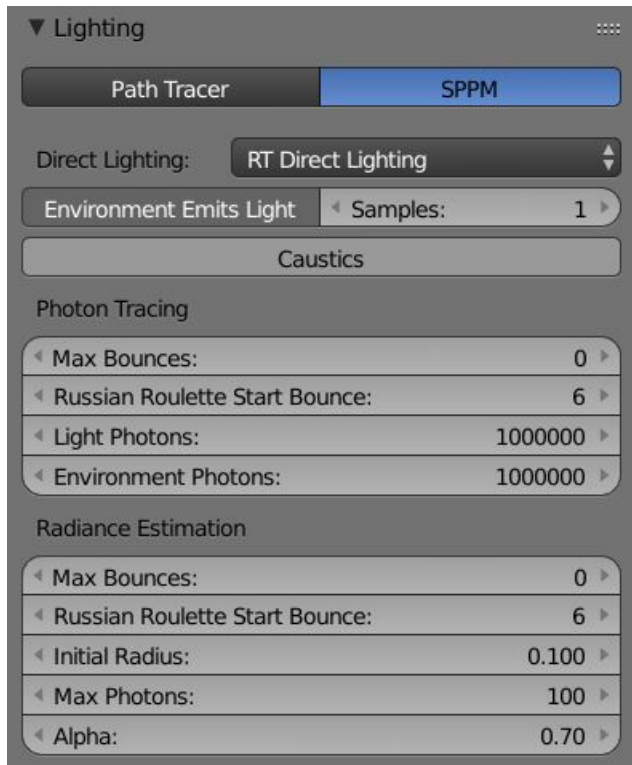 Lighting
Path Tracer SPPM
Direct Lighting: RT Direct Lighting
Environment Emits Light Samples: 1
Caustics
Photon Tracing
Max Bounces: 0
Russian Roulette Start Bounce: 6
Light Photons: 1000000
Environment Photons: 1000000
Radiance Estimation
Max Bounces: 0
Russian Roulette Start Bounce: 6
Initial Radius: 0.100
Max Photons: 100
Alpha: 0.70